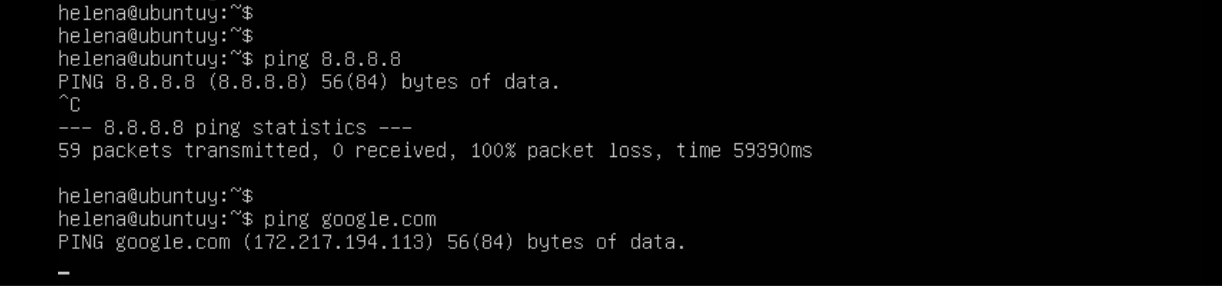 helena@ubuntuy:~$
helena@ubuntuy:~$
helena@ubuntuy:~$ ping 8.8.8.8
PING 8.8.8.8 (8.8.8.8) 56(84) bytes of data.
^C
--- 8.8.8.8 ping statistics ---
59 packets transmitted, 0 received, 100% packet loss, time 59390ms
helena@ubuntuy:~$
helena@ubuntuy:~$ ping google.com
PING google.com (172.217.194.113) 56(84) bytes of data.